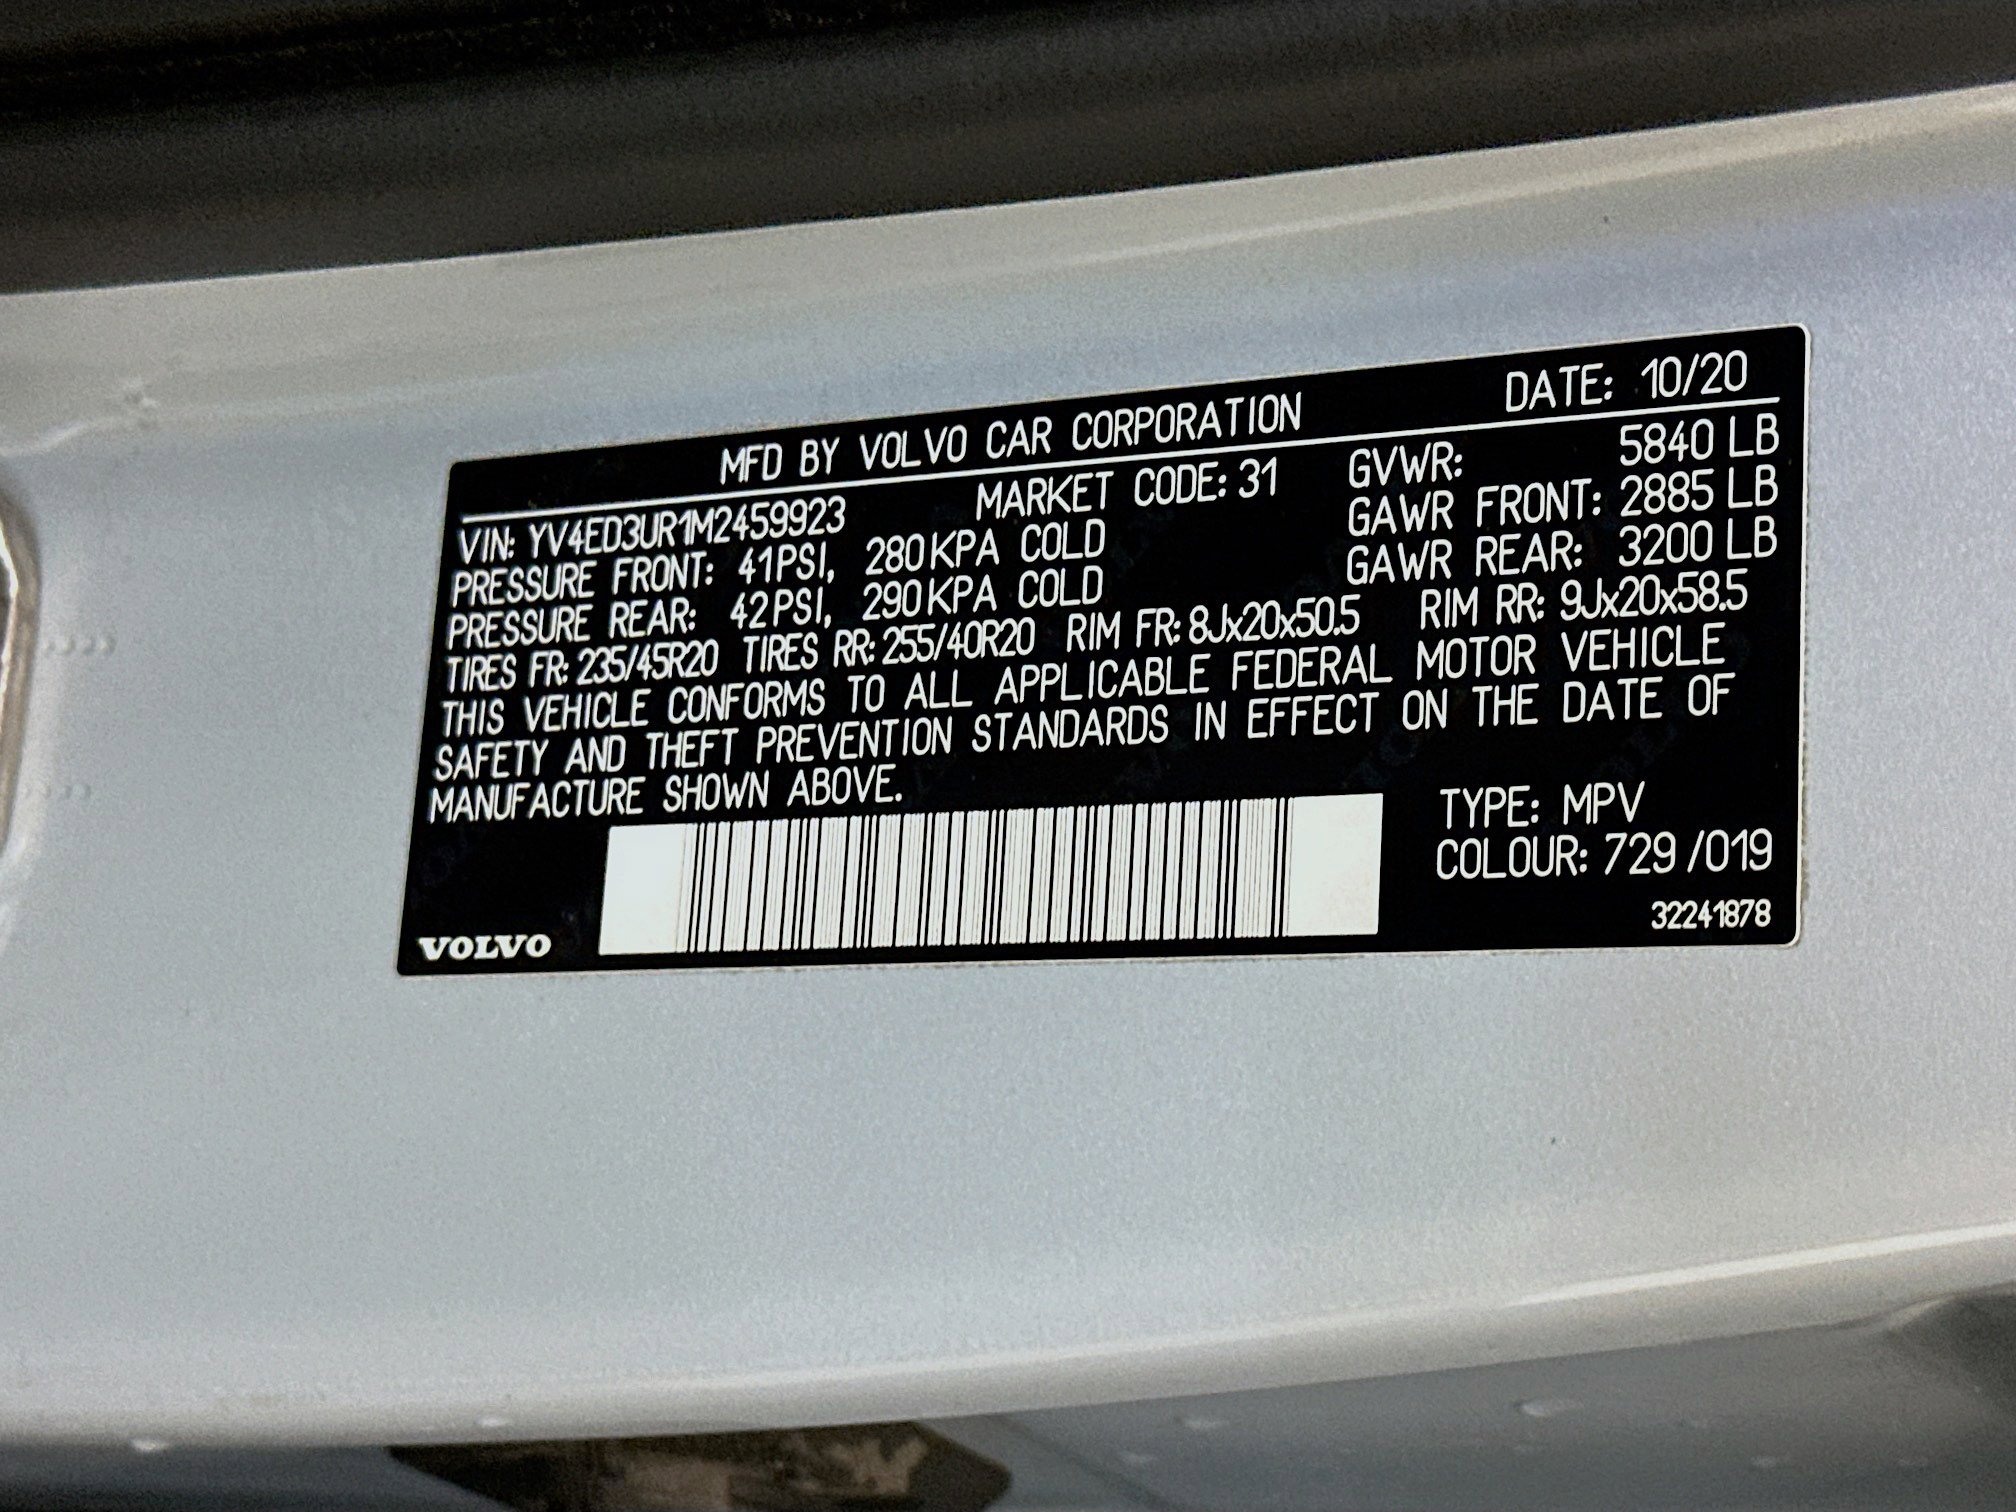 MFD BY VOLVO CAR CORPORATION DATE: 10/20
VIN: YV4ED3UR1M2459923 MARKET CODE: 31 GVWR: 5840 LB
PRESSURE FRONT: 41PSI, 280KPA COLD GAWR FRONT: 2885 LB
PRESSURE REAR: 42PSI, 290KPA COLD GAWR REAR: 3200 LB
TIRES FR: 235/45R20 TIRES RR: 255/40R20 RIM FR: 8Jx20x50.5 RIM RR: 9Jx20x58.5
THIS VEHICLE CONFORMS TO ALL APPLICABLE FEDERAL MOTOR VEHICLE
SAFETY AND THEFT PREVENTION STANDARDS IN EFFECT ON THE DATE OF
MANUFACTURE SHOWN ABOVE.
TYPE: MPV
COLOUR: 729 /019
32241878
VOLVO